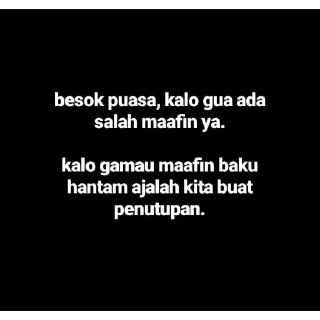 besok puasa, kalo gua ada
salah maafin ya.
kalo gamau maafin baku
hantam ajalah kita buat
penutupan.